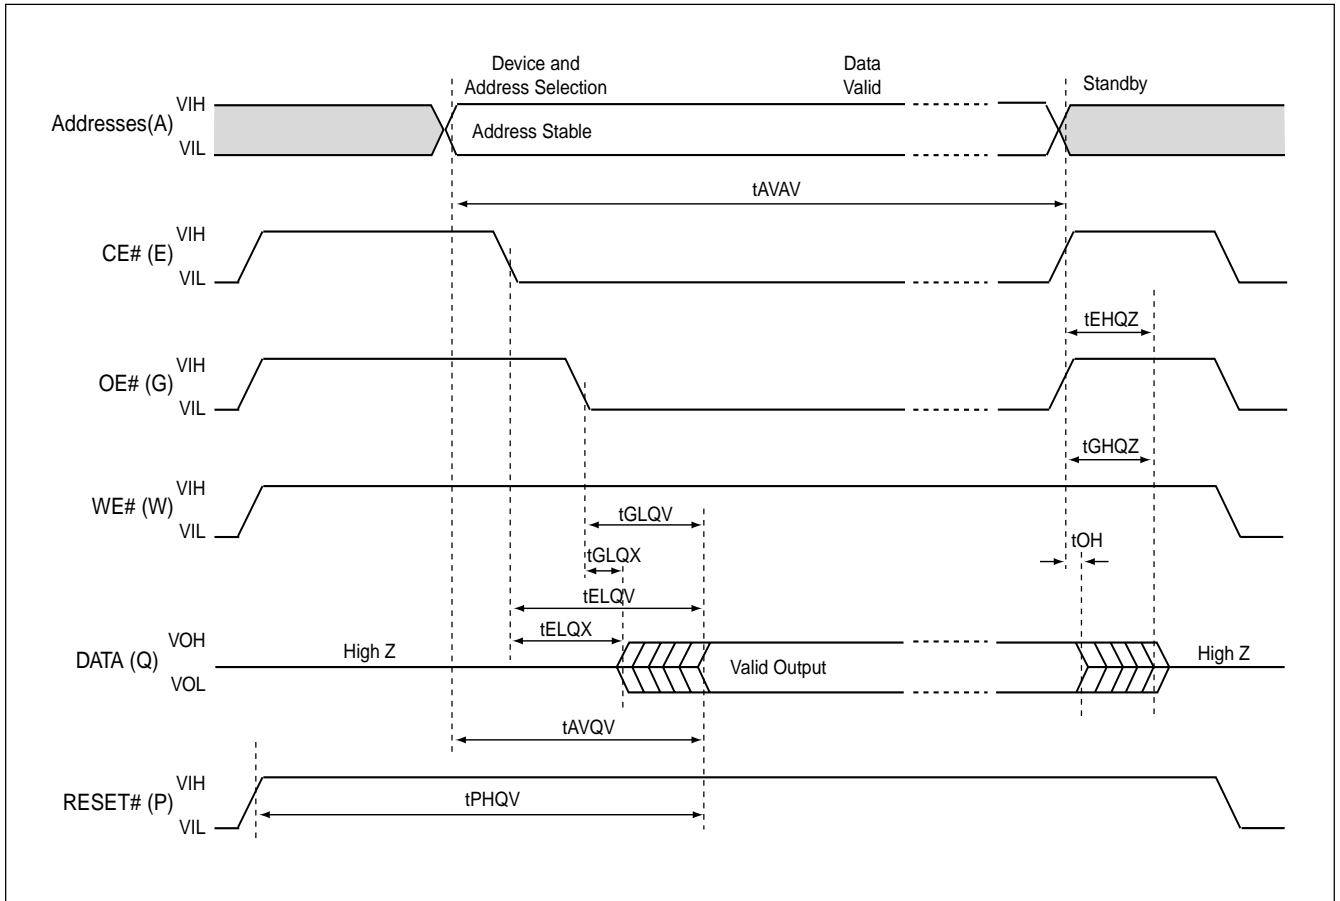 Device and
Address Selection
Data
Valid
Standby
VIH
Addresses(A)
VIL
Address Stable
tAVAV
VIH
CE# (E)
VIL
tEHQZ
VIH
OE# (G)
VIL
tGHQZ
VIH
WE# (W)
VIL
tGLQV
tOH
tGLQX
tELQV
tELQX
VOH
DATA (Q)
VOL
High Z
Valid Output
High Z
tAVQV
VIH
RESET# (P)
VIL
tPHQV